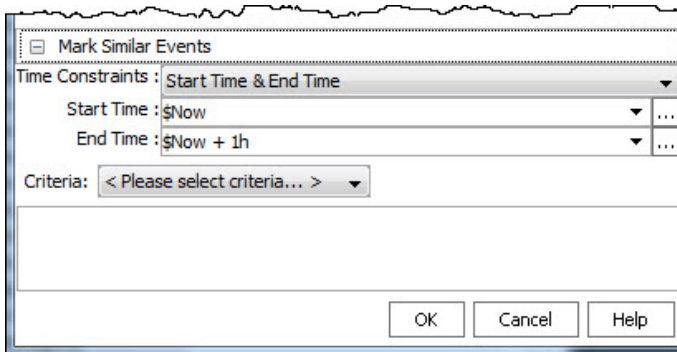 Mark Similar Events
Time Constraints : Start Time & End Time
Start Time : $Now ...
End Time : $Now + 1h ...
Criteria: < Please select criteria... >
OK Cancel Help